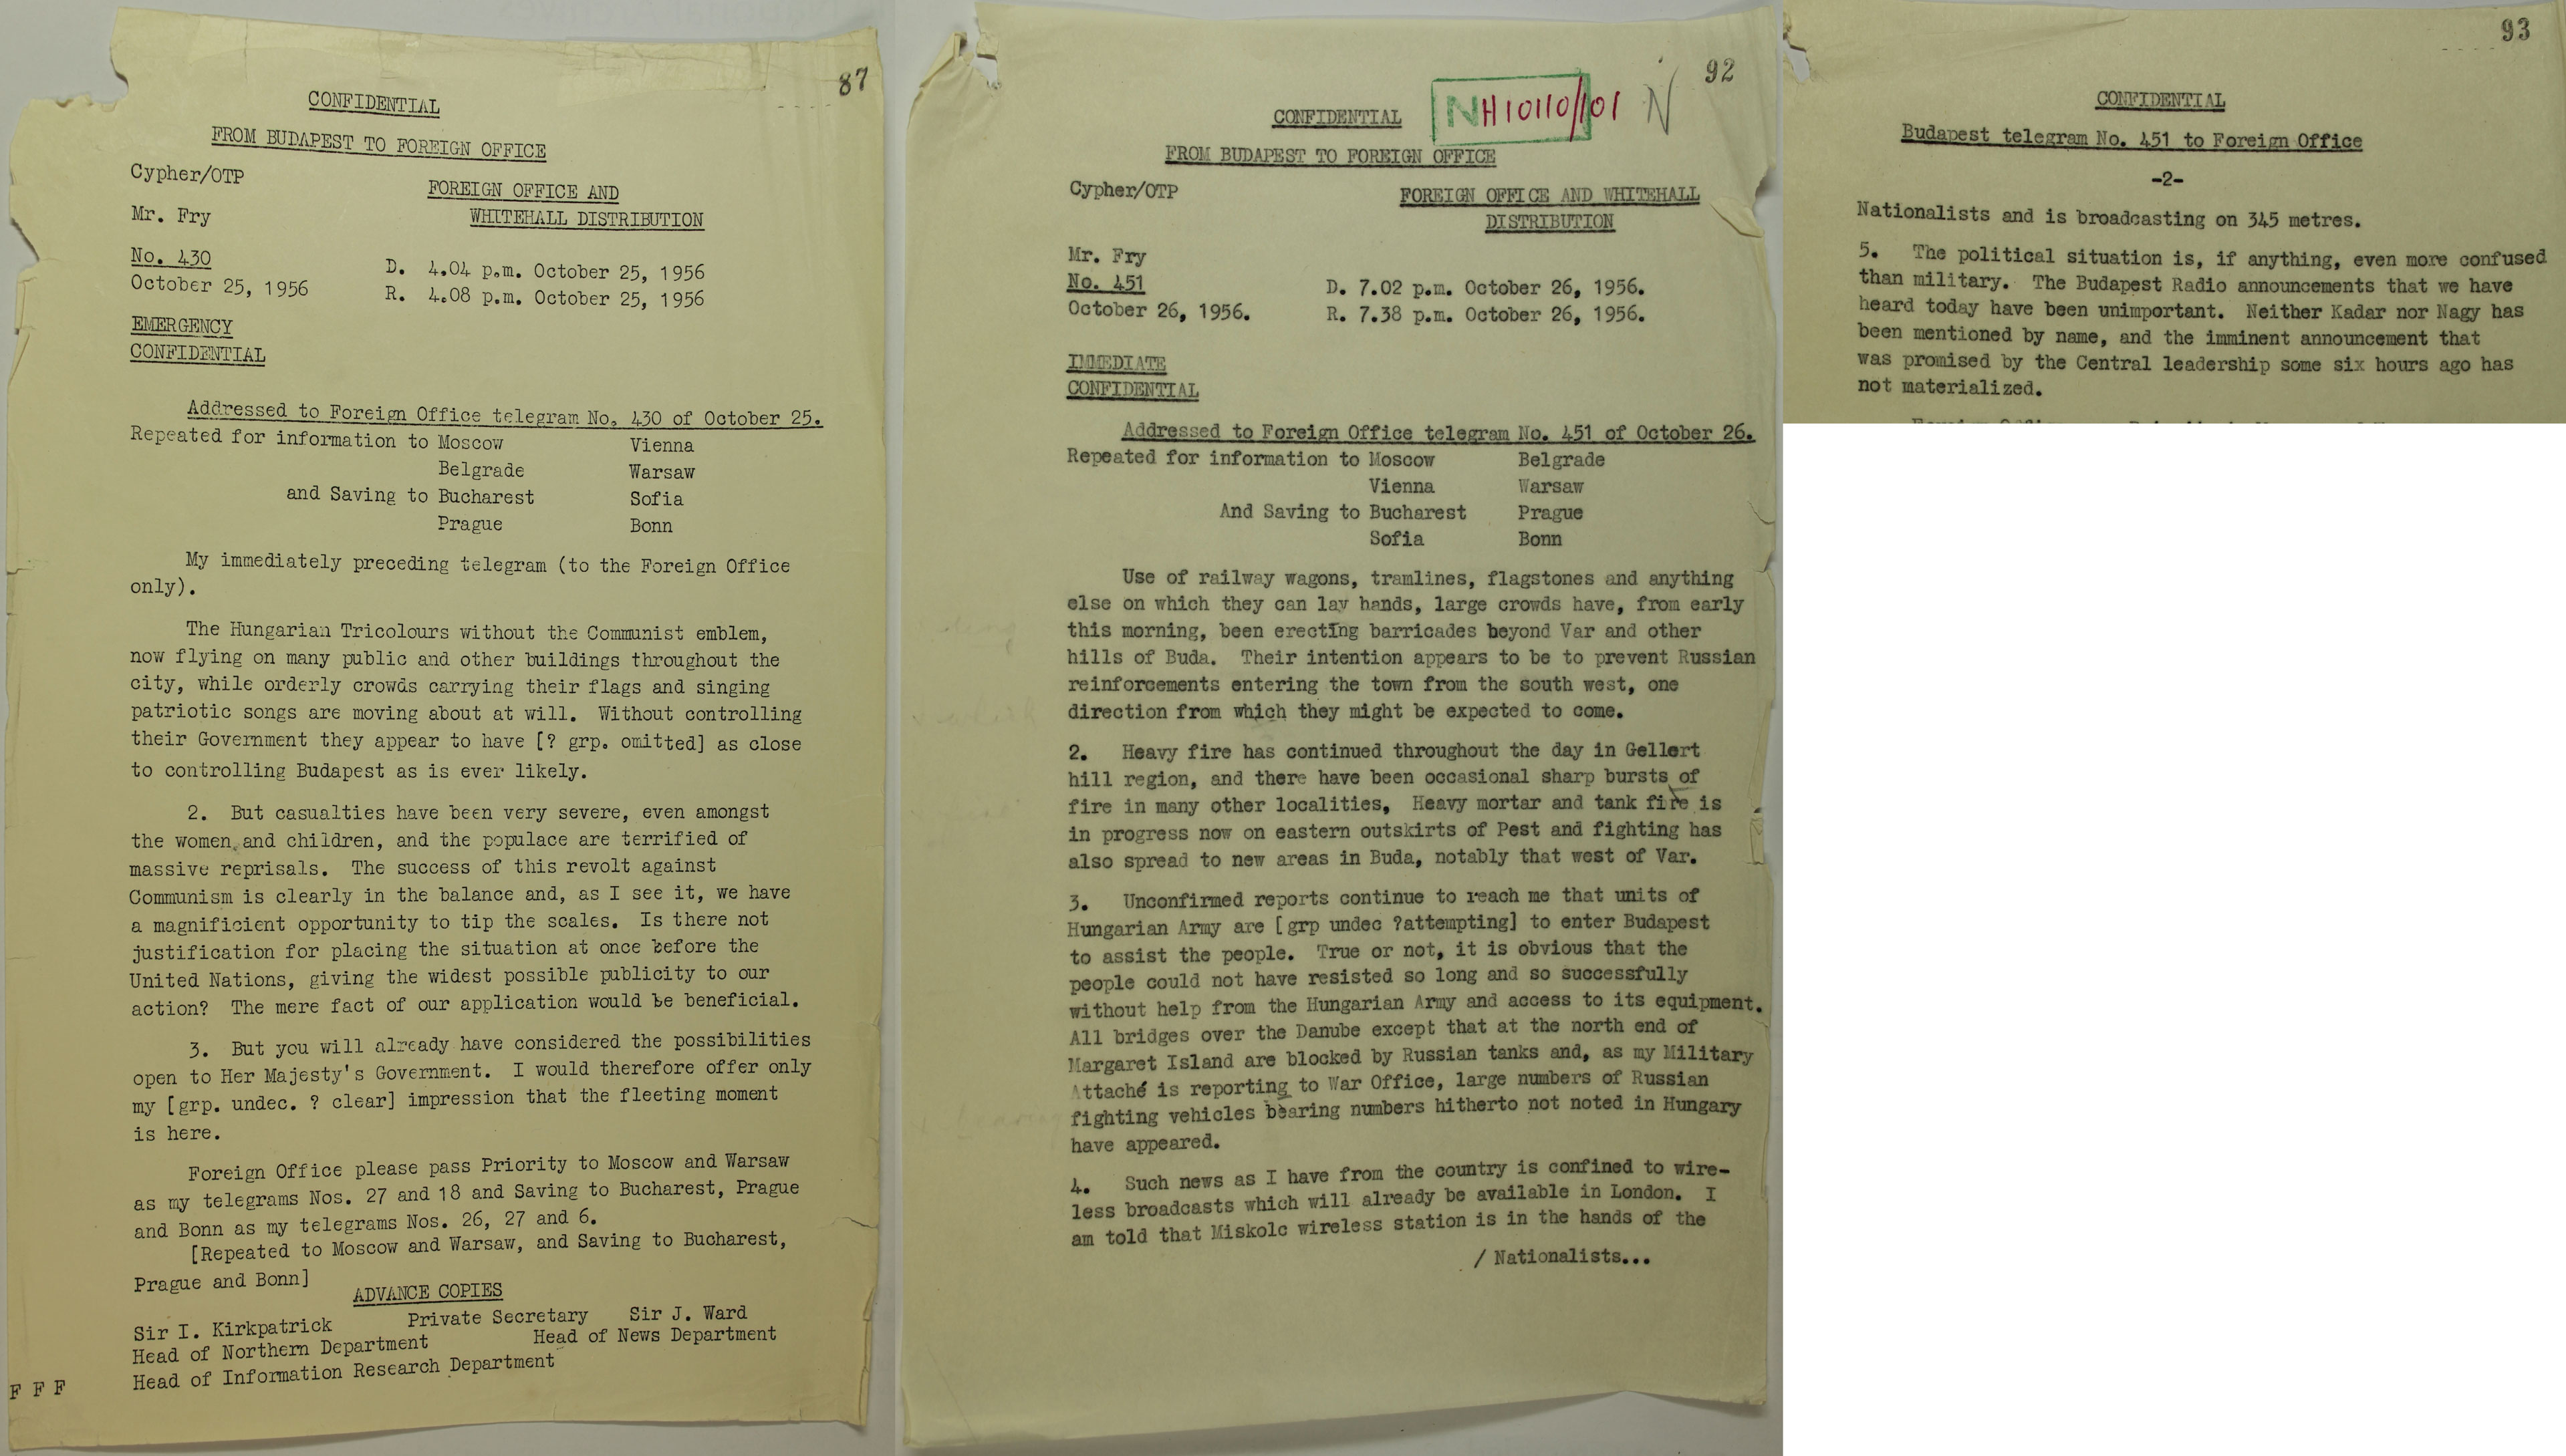 87
CONFIDENTIAL
FROM BUDAPEST TO FOREIGN OFFICE
Cypher/OTP
FOREIGN OFFICE AND
WHITEHALL DISTRIBUTION
Mr. Fry
No. 430
October 25, 1956
D. 4.04 p.m. October 25, 1956
R. 4.08 p.m. October 25, 1956
EMERGENCY
CONFIDENTIAL
Addressed to Foreign Office telegram No. 430 of October 25.
Repeated for information to Moscow Vienna
Belgrade Warsaw
and Saving to Bucharest Sofia
Prague Bonn
My immediately preceding telegram (to the Foreign Office
only).
The Hungarian Tricolours without the Communist emblem,
now flying on many public and other buildings throughout the
city, while orderly crowds carrying their flags and singing
patriotic songs are moving about at will. Without controlling
their Government they appear to have [? grp. omitted] as close
to controlling Budapest as is ever likely.
2. But casualties have been very severe, even amongst
the women and children, and the populace are terrified of
massive reprisals. The success of this revolt against
Communism is clearly in the balance and, as I see it, we have
a magnificient opportunity to tip the scales. Is there not
justification for placing the situation at once before the
United Nations, giving the widest possible publicity to our
action? The mere fact of our application would be beneficial.
3. But you will already have considered the possibilities
open to Her Majesty's Government. I would therefore offer only
my [grp. undec. ? clear] impression that the fleeting moment
is here.
Foreign Office please pass Priority to Moscow and Warsaw
as my telegrams Nos. 27 and 18 and Saving to Bucharest, Prague
and Bonn as my telegrams Nos. 26, 27 and 6.
[Repeated to Moscow and Warsaw, and Saving to Bucharest,
Prague and Bonn]
ADVANCE COPIES
Sir I. Kirkpatrick Private Secretary Sir J. Ward
Head of Northern Department Head of News Department
Head of Information Research Department
F F F
92
CONFIDENTIAL
NH10110/101 N
FROM BUDAPEST TO FOREIGN OFFICE
Cypher/OTP
FOREIGN OFFICE AND WHITEHALL
DISTRIBUTION
Mr. Fry
No. 451
October 26, 1956.
D. 7.02 p.m. October 26, 1956.
R. 7.38 p.m. October 26, 1956.
IMMEDIATE
CONFIDENTIAL
Addressed to Foreign Office telegram No. 451 of October 26.
Repeated for information to Moscow Belgrade
Vienna Warsaw
And Saving to Bucharest Prague
Sofia Bonn
Use of railway wagons, tramlines, flagstones and anything
else on which they can lay hands, large crowds have, from early
this morning, been erecting barricades beyond Var and other
hills of Buda. Their intention appears to be to prevent Russian
reinforcements entering the town from the south west, one
direction from which they might be expected to come.
2. Heavy fire has continued throughout the day in Gellert
hill region, and there have been occasional sharp bursts of
fire in many other localities. Heavy mortar and tank fire is
in progress now on eastern outskirts of Pest and fighting has
also spread to new areas in Buda, notably that west of Var.
3. Unconfirmed reports continue to reach me that units of
Hungarian Army are [grp undec ?attempting] to enter Budapest
to assist the people. True or not, it is obvious that the
people could not have resisted so long and so successfully
without help from the Hungarian Army and access to its equipment.
All bridges over the Danube except that at the north end of
Margaret Island are blocked by Russian tanks and, as my Military
Attaché is reporting to War Office, large numbers of Russian
fighting vehicles bearing numbers hitherto not noted in Hungary
have appeared.
4. Such news as I have from the country is confined to wire-
less broadcasts which will already be available in London. I
am told that Miskolc wireless station is in the hands of the
/ Nationalists...
93
CONFIDENTIAL
Budapest telegram No. 451 to Foreign Office
-2-
Nationalists and is broadcasting on 345 metres.
5. The political situation is, if anything, even more confused
than military. The Budapest Radio announcements that we have
heard today have been unimportant. Neither Kadar nor Nagy has
been mentioned by name, and the imminent announcement that
was promised by the Central leadership some six hours ago has
not materialized.